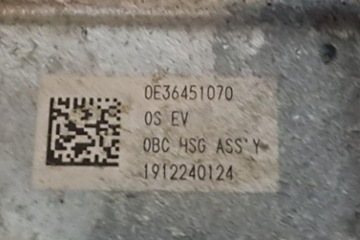 0E36451070
OS EV
OBC HSG ASS'Y
1912240124